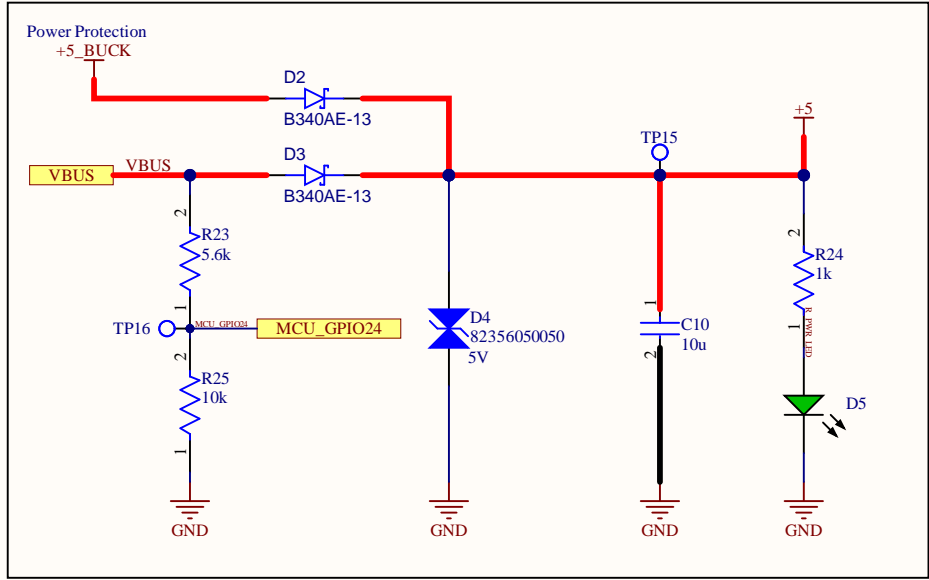 Power Protection
+5_BUCK
D2
B340AE-13
+5
TP15
VBUS
VBUS
D3
B340AE-13
2
R23
5.6k
1
2
R24
1k
1
R_PWR_LED
TP16
MCU_GPIO24
MCU_GPIO24
D4
82356050050
5V
1
C10
10u
2
2
R25
10k
1
D5
GND
GND
GND
GND